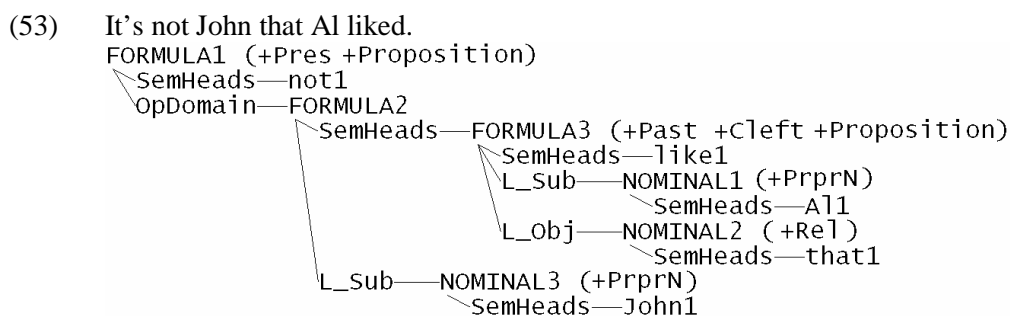 (53) It's not John that Al liked.
FORMULA1 (+Pres +Proposition)
SemHeads—not1
OpDomain—FORMULA2
SemHeads—FORMULA3 (+Past +Cleft +Proposition)
SemHeads—like1
L_Sub—NOMINAL1 (+PrprN)
SemHeads—Al1
L_Obj—NOMINAL2 (+Rel)
SemHeads—that1
L_Sub—NOMINAL3 (+PrprN)
SemHeads—John1